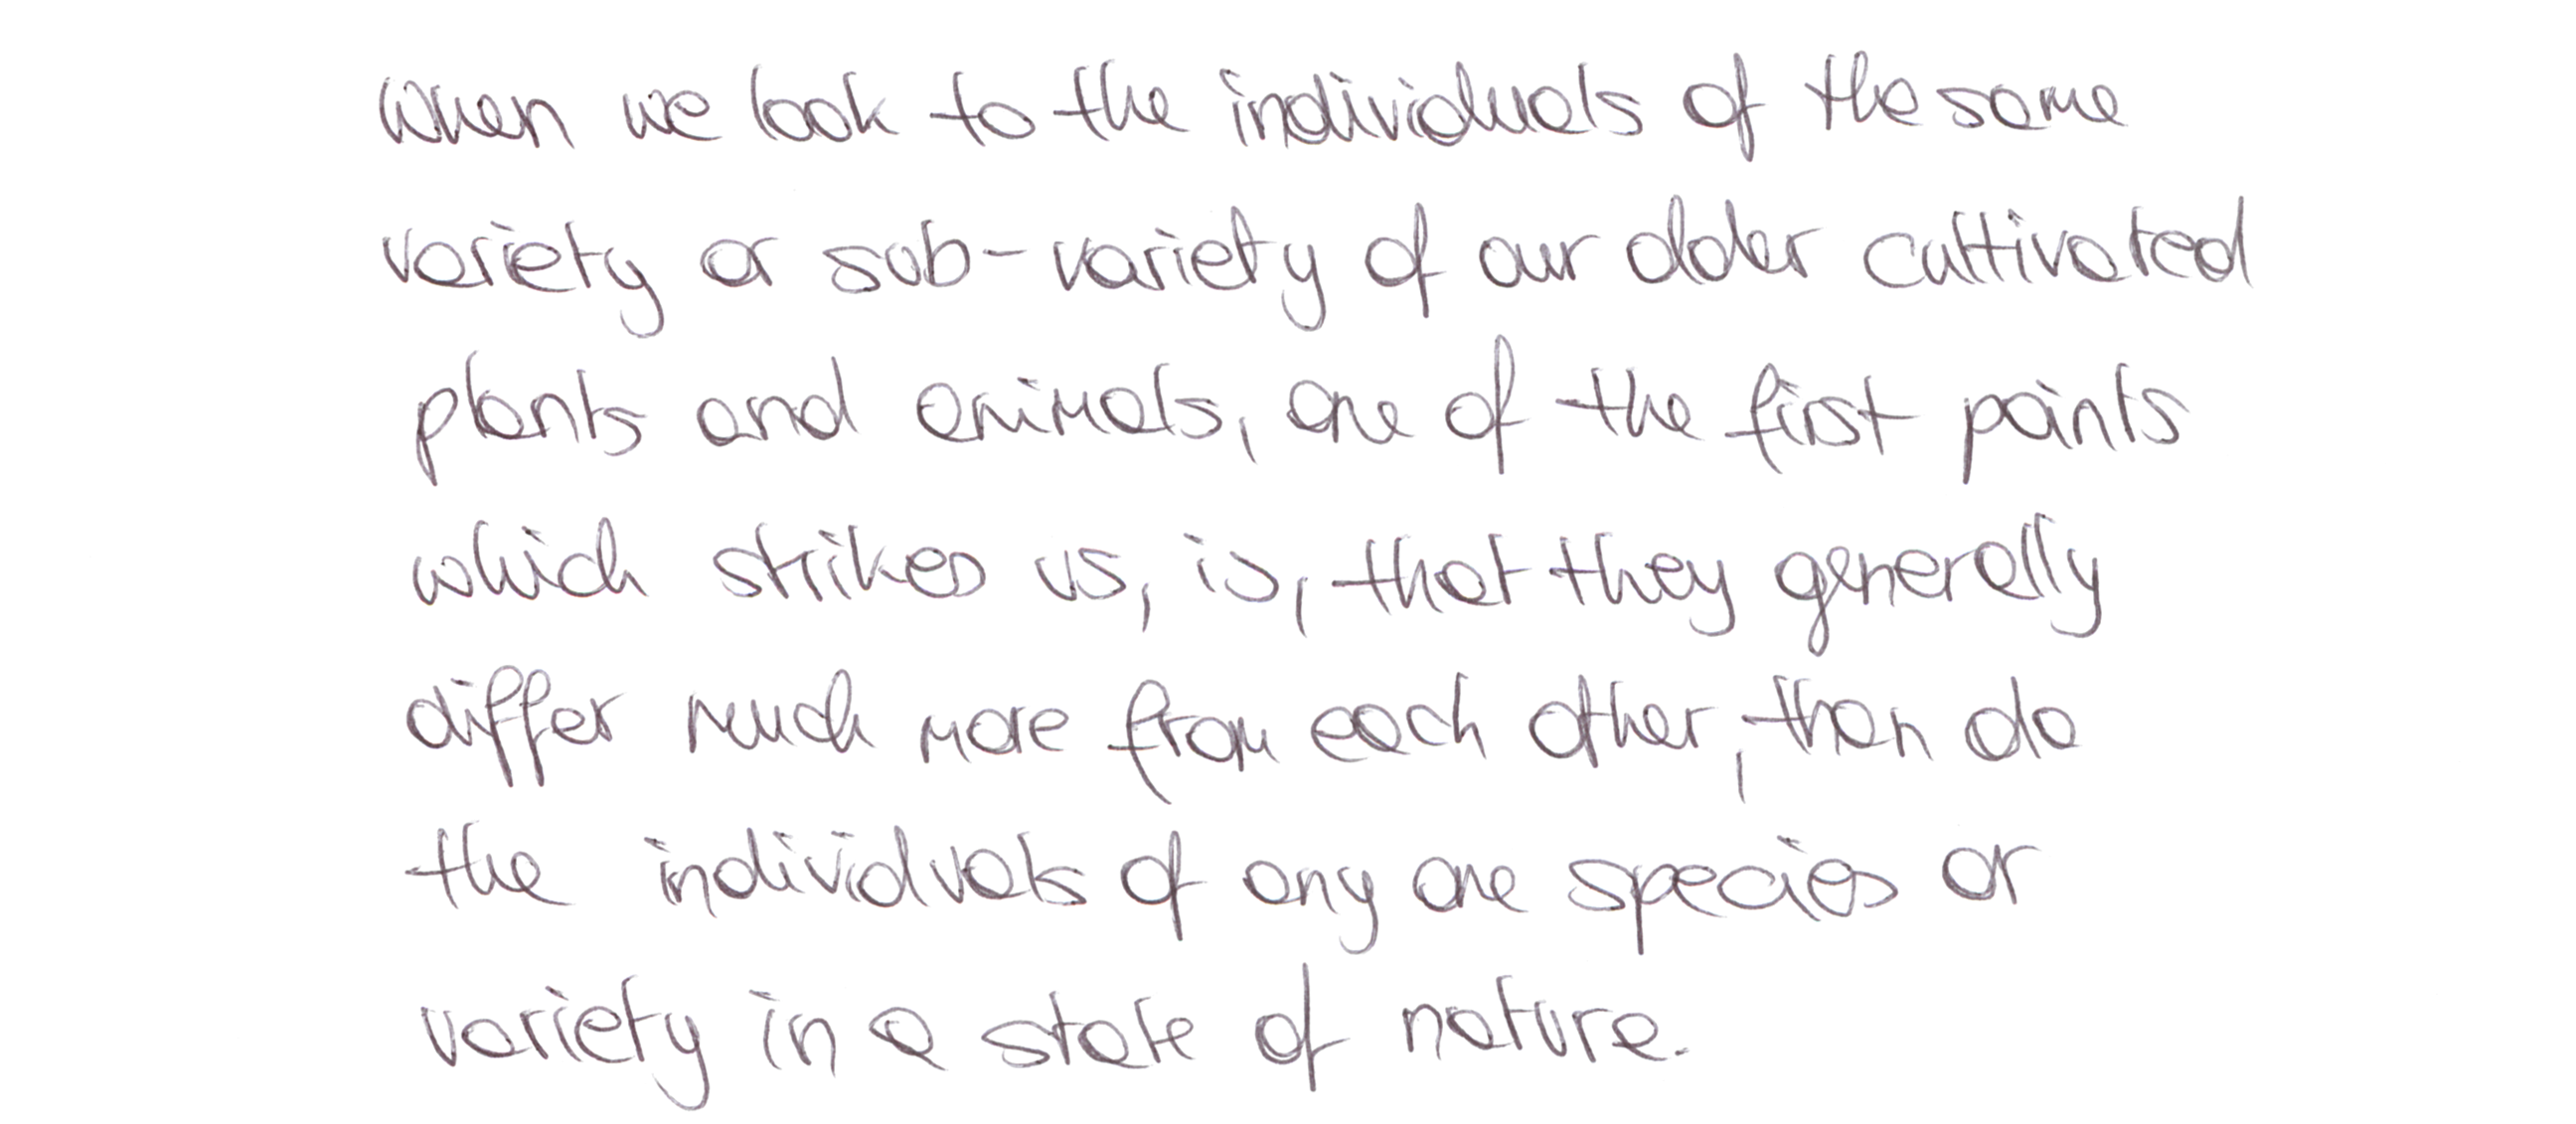 When we look to the individuals of the same
variety or sub-variety of our older cultivated
plants and animals, one of the first points
which strikes us, is, that they generally
differ much more from each other, than do
the individuals of any one species or
variety in a state of nature.